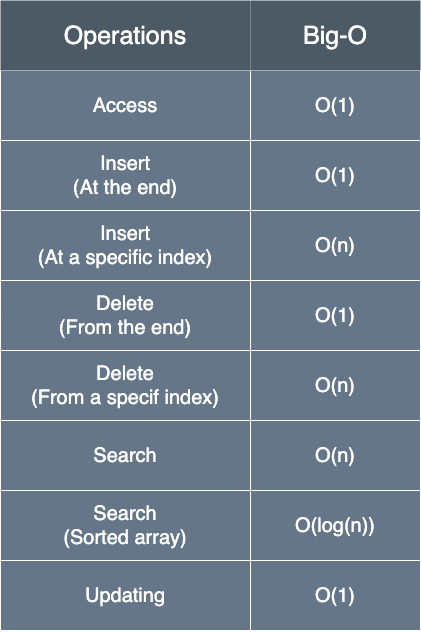 Operations Big-O
Access O(1)
Insert
(At the end) O(1)
Insert
(At a specific index) O(n)
Delete
(From the end) O(1)
Delete
(From a specif index) O(n)
Search O(n)
Search
(Sorted array) O(log(n))
Updating O(1)